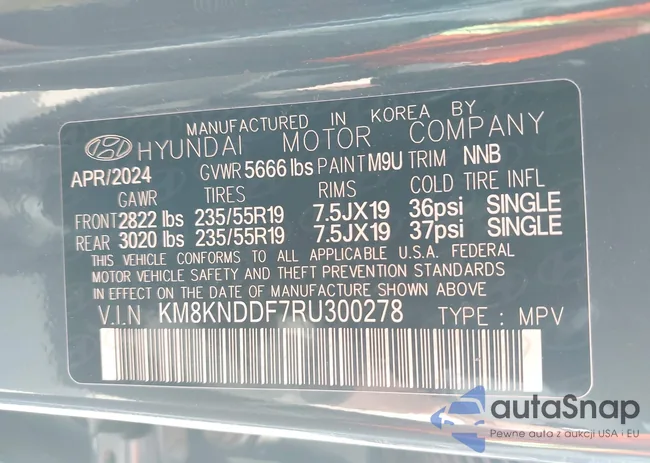 MANUFACTURED IN KOREA BY
HYUNDAI MOTOR COMPANY
APR/2024 GVWR 5666 lbs PAINT M9U TRIM NNB
GAWR TIRES RIMS COLD TIRE INFL
FRONT 2822 lbs 235/55R19 7.5JX19 36psi SINGLE
REAR 3020 lbs 235/55R19 7.5JX19 37psi SINGLE
THIS VEHICLE CONFORMS TO ALL APPLICABLE U.S.A. FEDERAL
MOTOR VEHICLE SAFETY AND THEFT PREVENTION STANDARDS
IN EFFECT ON THE DATE OF MANUFACTURE SHOWN ABOVE
V.I.N KM8KNDDF7RU300278 TYPE : MPV
autaSnap
Pewne auta z aukcji USA i EU